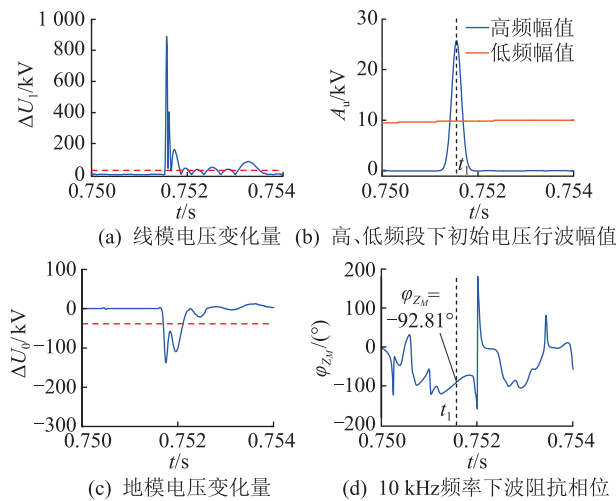 1 000
800
600
400
200
0
ΔU₁/kV
0.750
0.752
0.754
t/s
(a) 线模电压变化量
30
20
10
0
A_u/kV
高频幅值
低频幅值
t
0.750
0.752
0.754
t/s
(b) 高、低频段下初始电压行波幅值
100
0
−100
−200
−300
ΔU₀/kV
0.750
0.752
0.754
t/s
(c) 地模电压变化量
200
100
0
−100
−200
φ_{Z_M}/(°)
φ_{Z_M}=
−92.81°
t₁
0.750
0.752
0.754
t/s
(d) 10 kHz频率下波阻抗相位